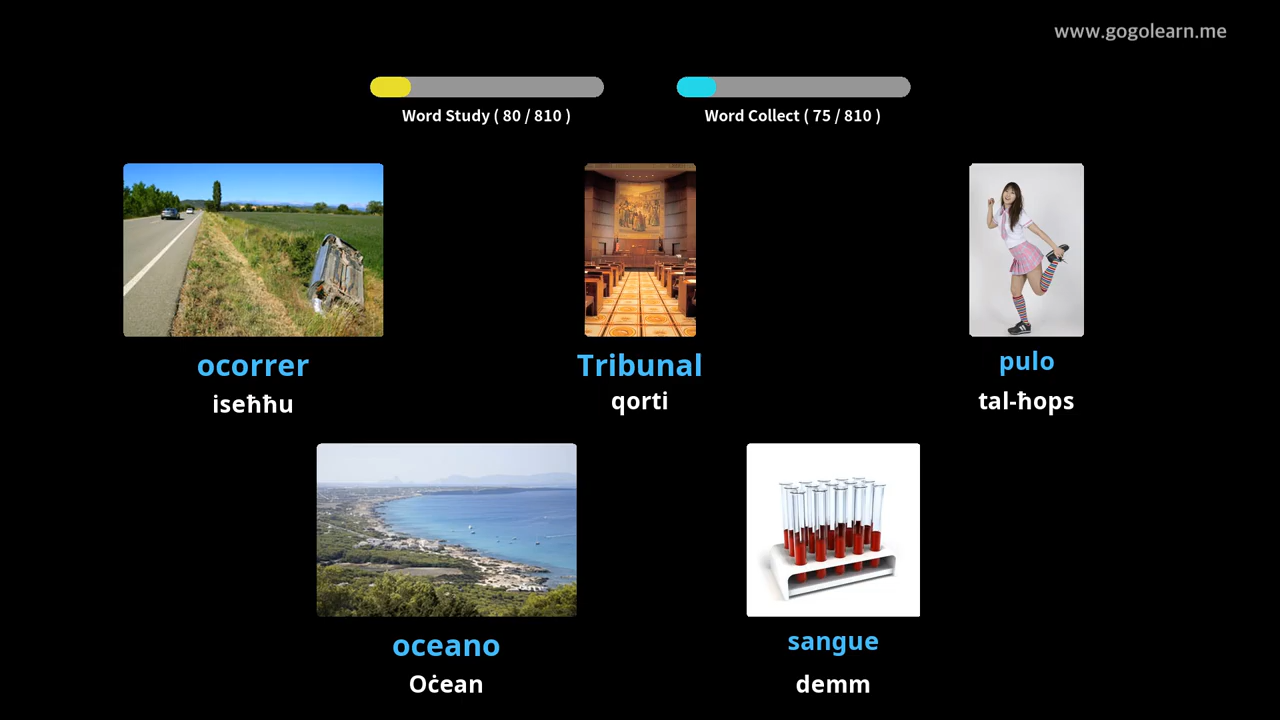 www.gogolearn.me
Word Study ( 80 / 810 )
Word Collect ( 75 / 810 )
ocorrer
iseħħu
Tribunal
qorti
pulo
tal-ħops
oceano
Oċean
sangue
demm